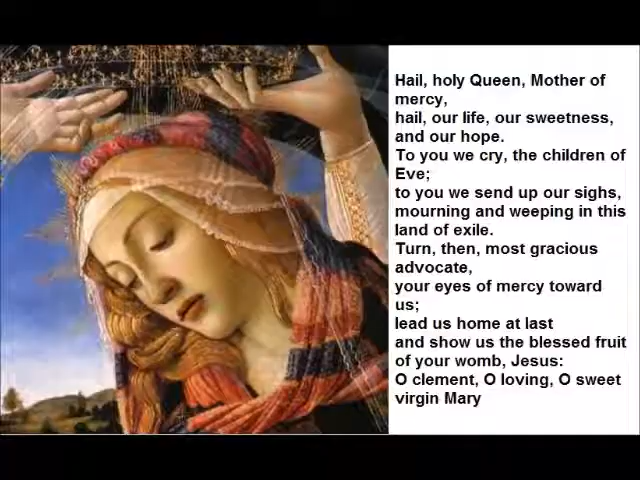 Hail, holy Queen, Mother of
mercy,
hail, our life, our sweetness,
and our hope.
To you we cry, the children of
Eve;
to you we send up our sighs,
mourning and weeping in this
land of exile.
Turn, then, most gracious
advocate,
your eyes of mercy toward
us;
lead us home at last
and show us the blessed fruit
of your womb, Jesus:
O clement, O loving, O sweet
virgin Mary